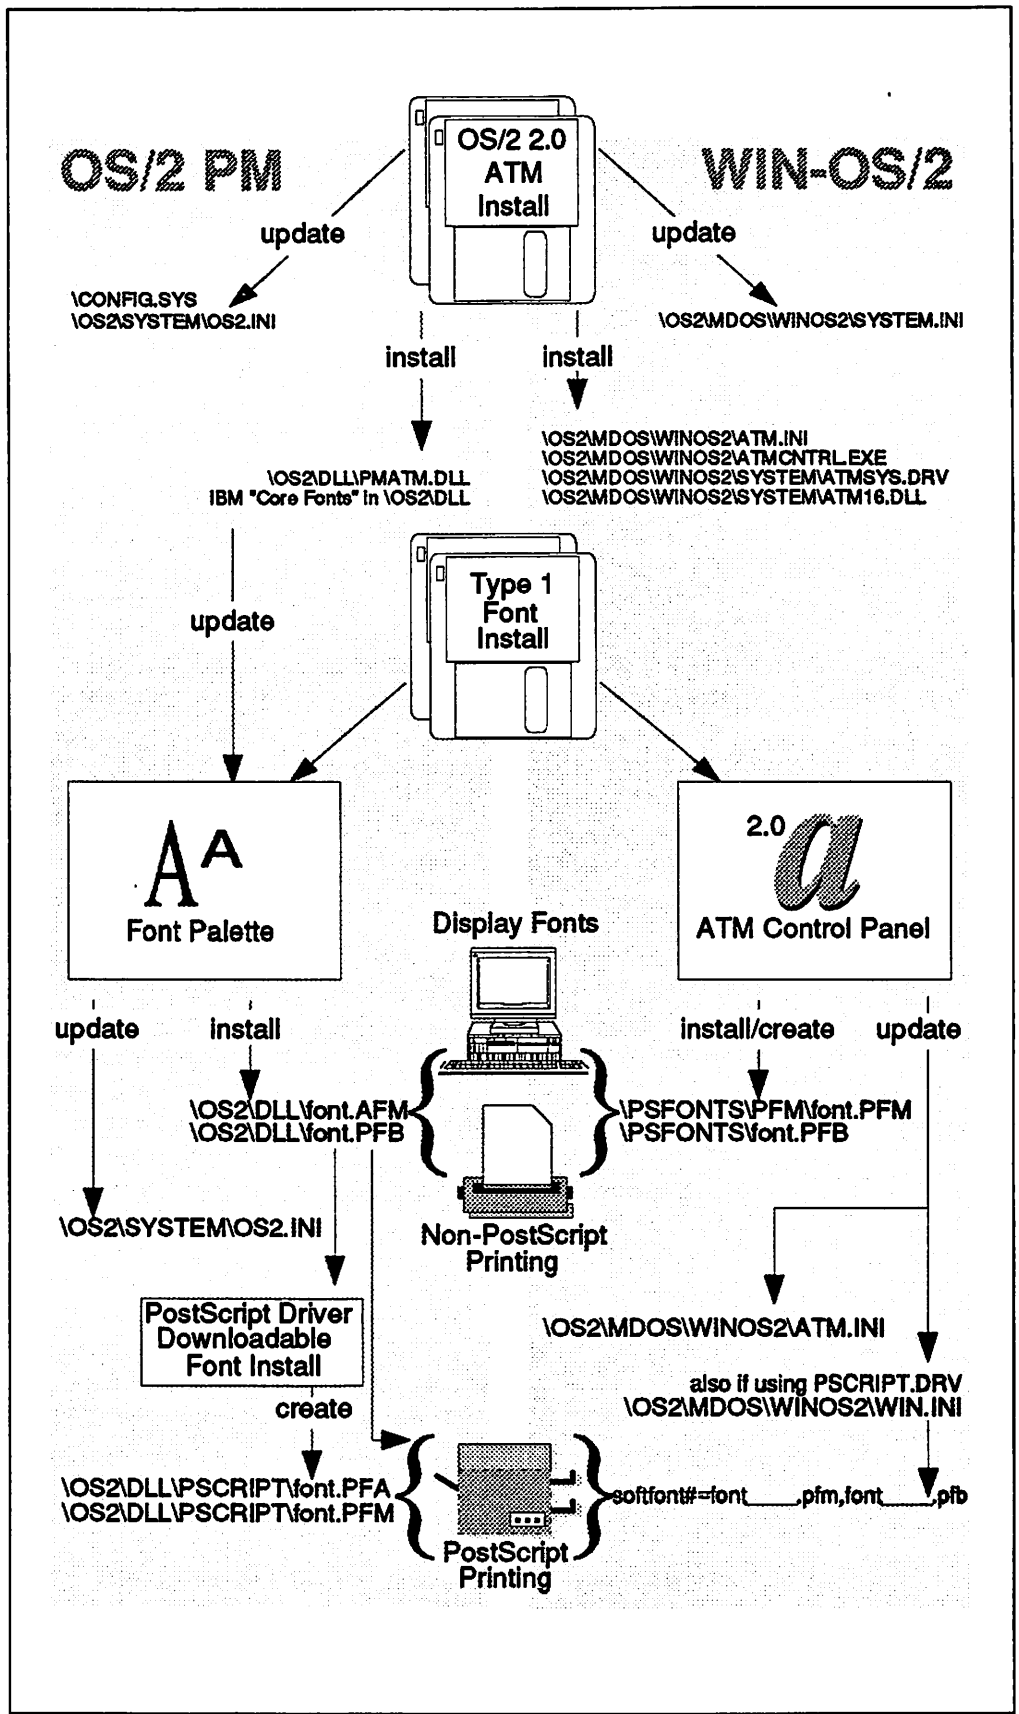 OS/2 2.0
ATM
Install
OS/2 PM
WIN-OS/2
update
update
\CONFIG.SYS
\OS2\SYSTEM\OS2.INI
\OS2\MDOS\WINOS2\SYSTEM.INI
install
install
\OS2\DLL\PMATM.DLL
IBM "Core Fonts" in \OS2\DLL
\OS2\MDOS\WINOS2\ATM.INI
\OS2\MDOS\WINOS2\ATMCNTRL.EXE
\OS2\MDOS\WINOS2\SYSTEM\ATMSYS.DRV
\OS2\MDOS\WINOS2\SYSTEM\ATM16.DLL
Type 1
Font
Install
update
A A
Font Palette
2.0 a
ATM Control Panel
Display Fonts
update
install
install/create
update
\OS2\DLL\font.AFM
\OS2\DLL\font.PFB
\PSFONTS\PFM\font.PFM
\PSFONTS\font.PFB
\OS2\SYSTEM\OS2.INI
Non-PostScript
Printing
PostScript Driver
Downloadable
Font Install
\OS2\MDOS\WINOS2\ATM.INI
also if using PSCRIPT.DRV
\OS2\MDOS\WINOS2\WIN.INI
create
\OS2\DLL\PSCRIPT\font.PFA
\OS2\DLL\PSCRIPT\font.PFM
softfont#=font____.pfm,font____.pfb
PostScript
Printing